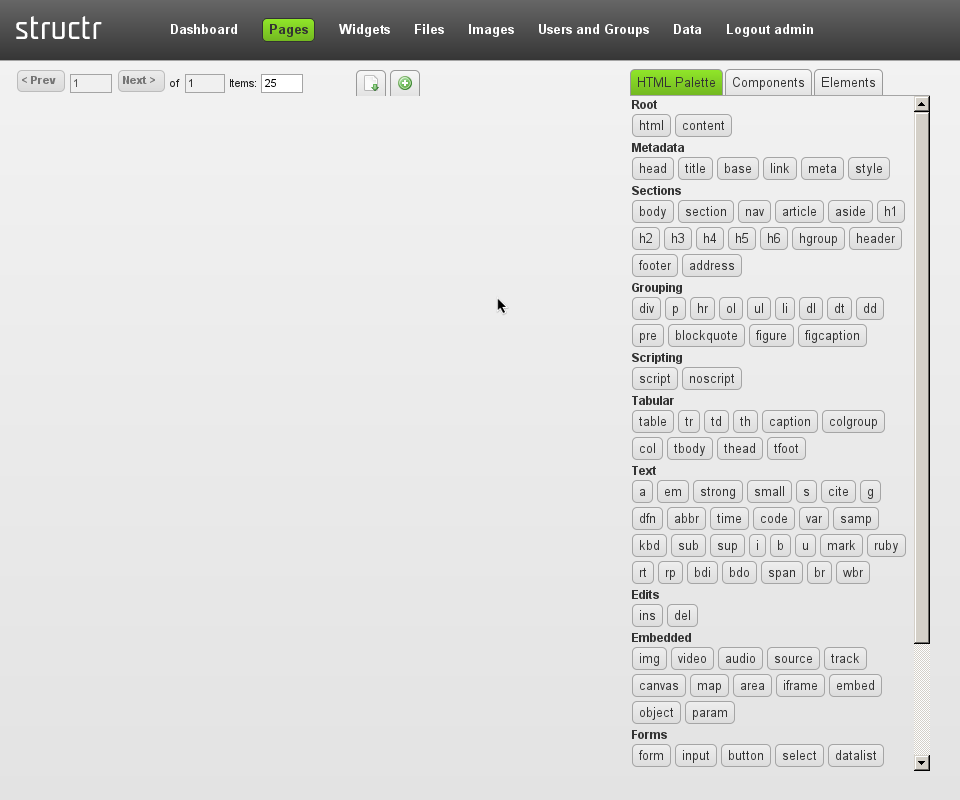 structr Dashboard Pages Widgets Files Images Users and Groups Data Logout admin
< Prev 1 Next > of 1 Items: 25
HTML Palette Components Elements
Root
html content
Metadata
head title base link meta style
Sections
body section nav article aside h1
h2 h3 h4 h5 h6 hgroup header
footer address
Grouping
div p hr ol ul li dl dt dd
pre blockquote figure figcaption
Scripting
script noscript
Tabular
table tr td th caption colgroup
col tbody thead tfoot
Text
a em strong small s cite g
dfn abbr time code var samp
kbd sub sup i b u mark ruby
rt rp bdi bdo span br wbr
Edits
ins del
Embedded
img video audio source track
canvas map area iframe embed
object param
Forms
form input button select datalist